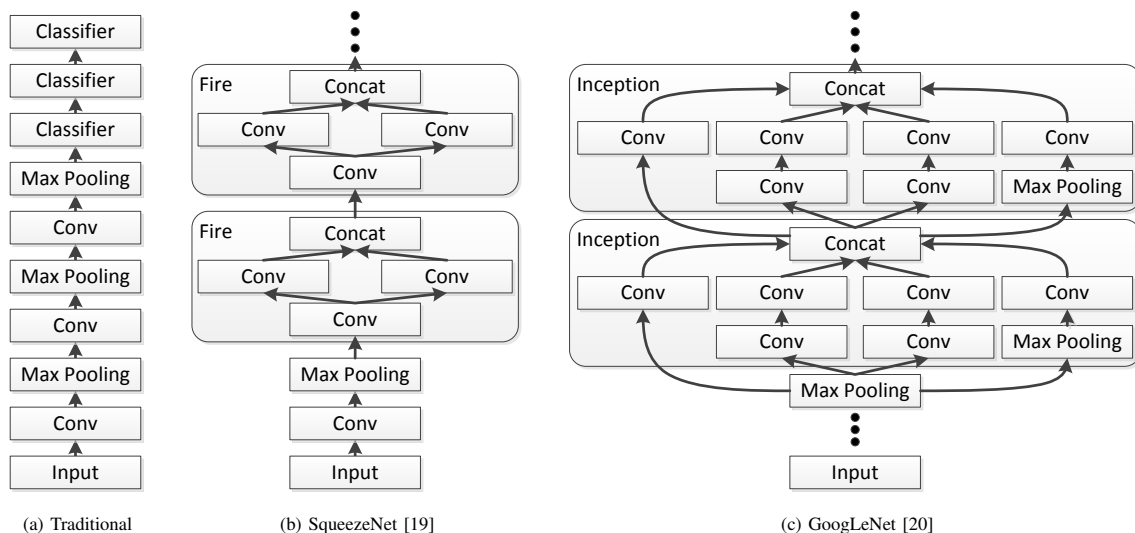 Classifier
Classifier
Classifier
Max Pooling
Conv
Max Pooling
Conv
Max Pooling
Conv
Input
(a) Traditional
Fire
Concat
Conv Conv
Conv
Fire
Concat
Conv Conv
Conv
Max Pooling
Conv
Input
(b) SqueezeNet [19]
Inception
Concat
Conv Conv Conv Conv
Conv Conv Max Pooling
Inception
Concat
Conv Conv Conv Conv
Conv Conv Max Pooling
Max Pooling
Input
(c) GoogLeNet [20]